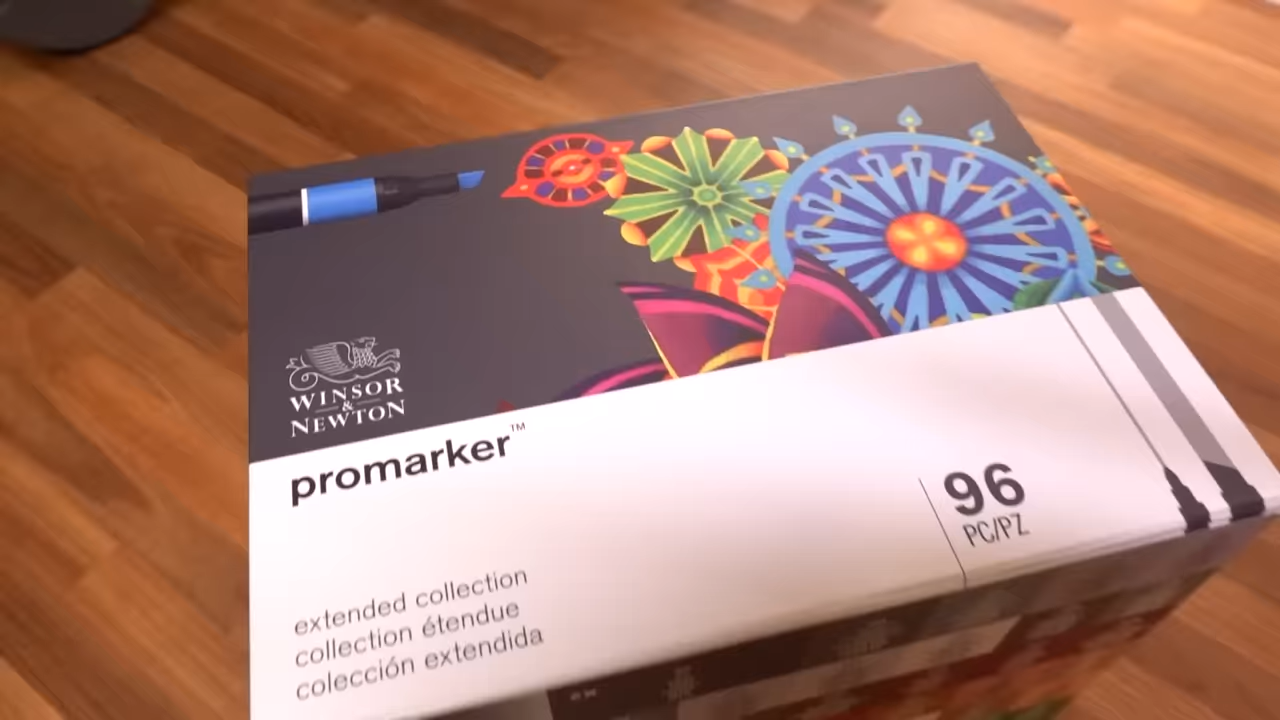 WINSOR
&
NEWTON
promarker™
96
PC/PZ
extended collection
collection étendue
colección extendida